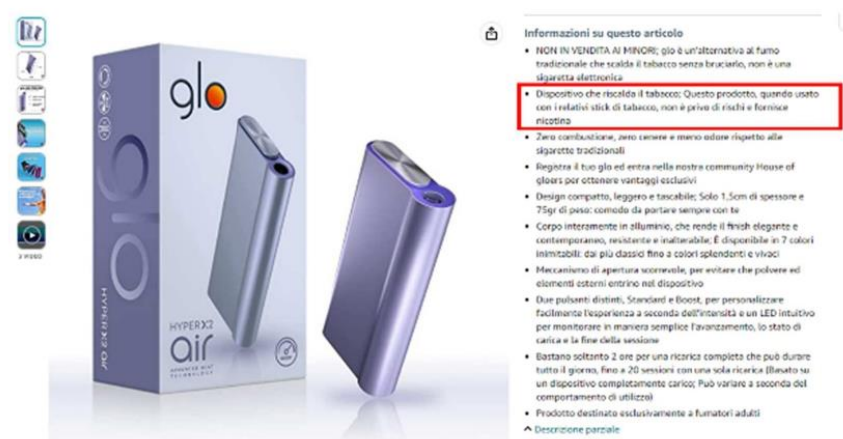 glo
glo
HYPER X2 air
HYPER X2
air
ADVANCED HEAT
TECHNOLOGY
3 VIDEO
Informazioni su questo articolo
NON IN VENDITA AI MINORI; glo è un'alternativa al fumo
tradizionale che scalda il tabacco senza bruciarlo, non è una
sigaretta elettronica
Dispositivo che riscalda il tabacco; Questo prodotto, quando usato
con i relativi stick di tabacco, non è privo di rischi e fornisce
nicotina
Zero combustione, zero cenere e meno odore rispetto alle
sigarette tradizionali
Registra il tuo glo ed entra nella nostra community House of
gloers per ottenere vantaggi esclusivi
Design compatto, leggero e tascabile; Solo 1.5cm di spessore e
75gr di peso: comodo da portare sempre con te
Corpo interamente in alluminio, che rende il finish elegante e
contemporaneo, resistente e inalterabile; È disponibile in 7 colori
inimitabili: dai più classici fino a colori splendenti e vivaci
Meccanismo di apertura scorrevole, per evitare che polvere ed
elementi esterni entrino nel dispositivo
Due pulsanti distinti, Standard e Boost, per personalizzare
facilmente l'esperienza a seconda dell'intensità e un LED intuitivo
per monitorare in maniera semplice l'avanzamento, lo stato di
carica e la fine della sessione
Bastano soltanto 2 ore per una ricarica completa che può durare
tutto il giorno, fino a 20 sessioni con una sola ricarica (Basato su
un dispositivo completamente carico; Può variare a seconda del
comportamento di utilizzo)
Prodotto destinato esclusivamente a fumatori adulti
Descrizione parziale